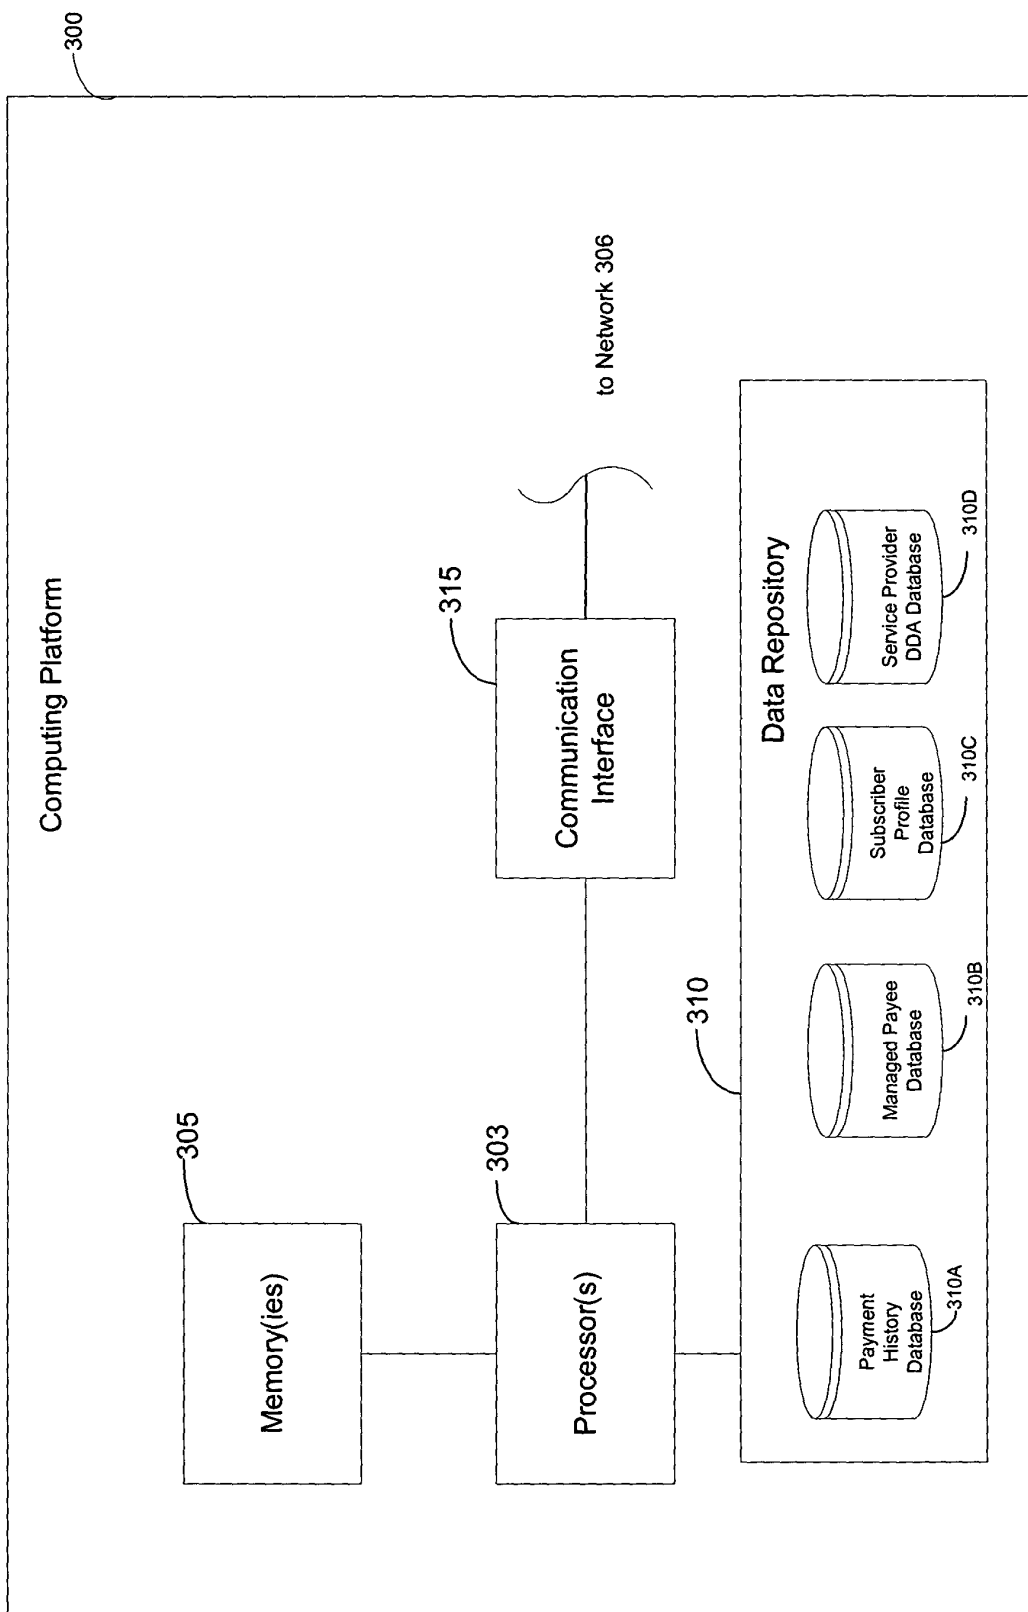 300
Computing Platform
305
Memory(ies)
303
Processor(s)
315
Communication
Interface
to Network 306
310
Data Repository
Payment
History
Database
310A
Managed Payee
Database
310B
Subscriber
Profile
Database
310C
Service Provider
DDA Database
310D